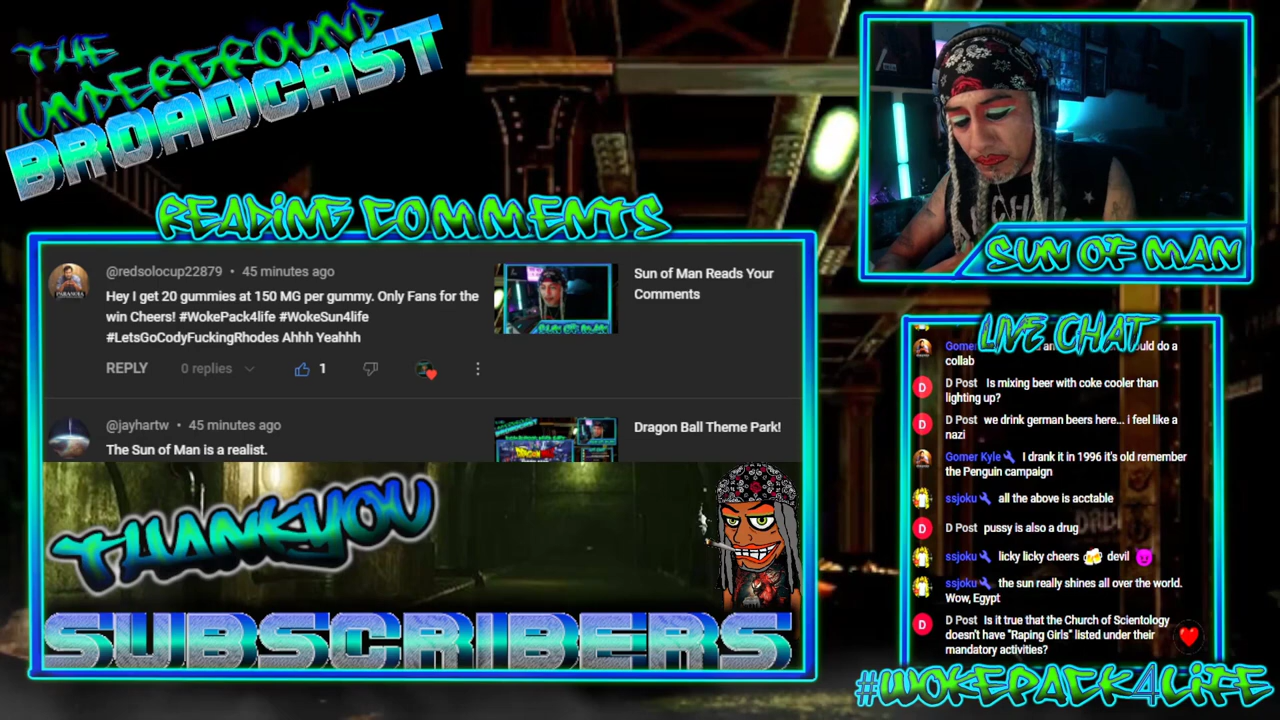 THE
UNDERGROUND
BROADCAST
READING COMMENTS
@redsolocup22879 • 45 minutes ago
Hey I get 20 gummies at 150 MG per gummy. Only Fans for the
win Cheers! #WokePack4life #WokeSun4life
#LetsGoCodyFuckingRhodes Ahhh Yeahhh
REPLY 0 replies 1
Sun of Man Reads Your
Comments
@jayhartw • 45 minutes ago
The Sun of Man is a realist.
Dragon Ball Theme Park!
THANKYOU
SUBSCRIBERS
SUN OF MAN
LIVE CHAT
Gomer ould do a
collab
D Post Is mixing beer with coke cooler than
lighting up?
D Post we drink german beers here... i feel like a
nazi
Gomer Kyle I drank it in 1996 it's old remember
the Penguin campaign
ssjoku all the above is acctable
D Post pussy is also a drug
ssjoku licky licky cheers 🍻 devil 😈
ssjoku the sun really shines all over the world.
Wow, Egypt
D Post Is it true that the Church of Scientology
doesn't have "Raping Girls" listed under their
mandatory activities?
#WOKEPACK4LIFE